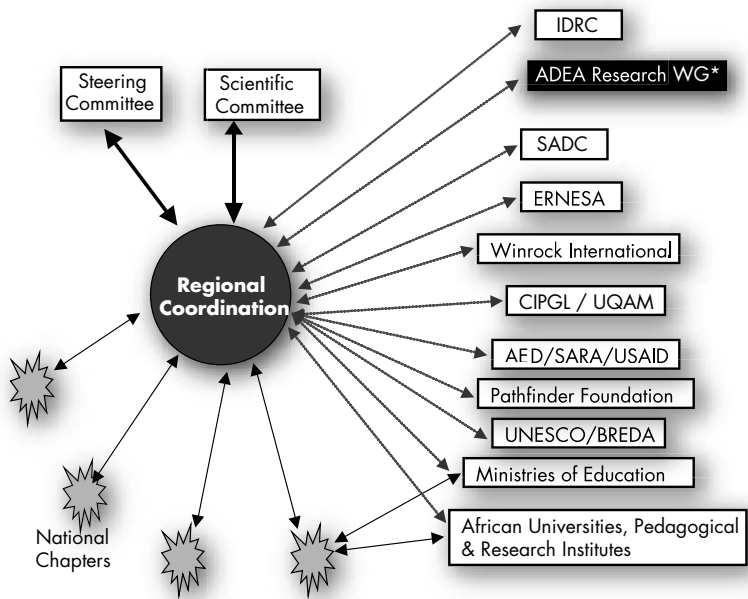 IDRC
ADEA Research WG*
Steering
Committee
Scientific
Committee
SADC
ERNESA
Winrock International
Regional
Coordination
CIPGL / UQAM
AED/SARA/USAID
Pathfinder Foundation
UNESCO/BREDA
Ministries of Education
African Universities, Pedagogical
& Research Institutes
National
Chapters